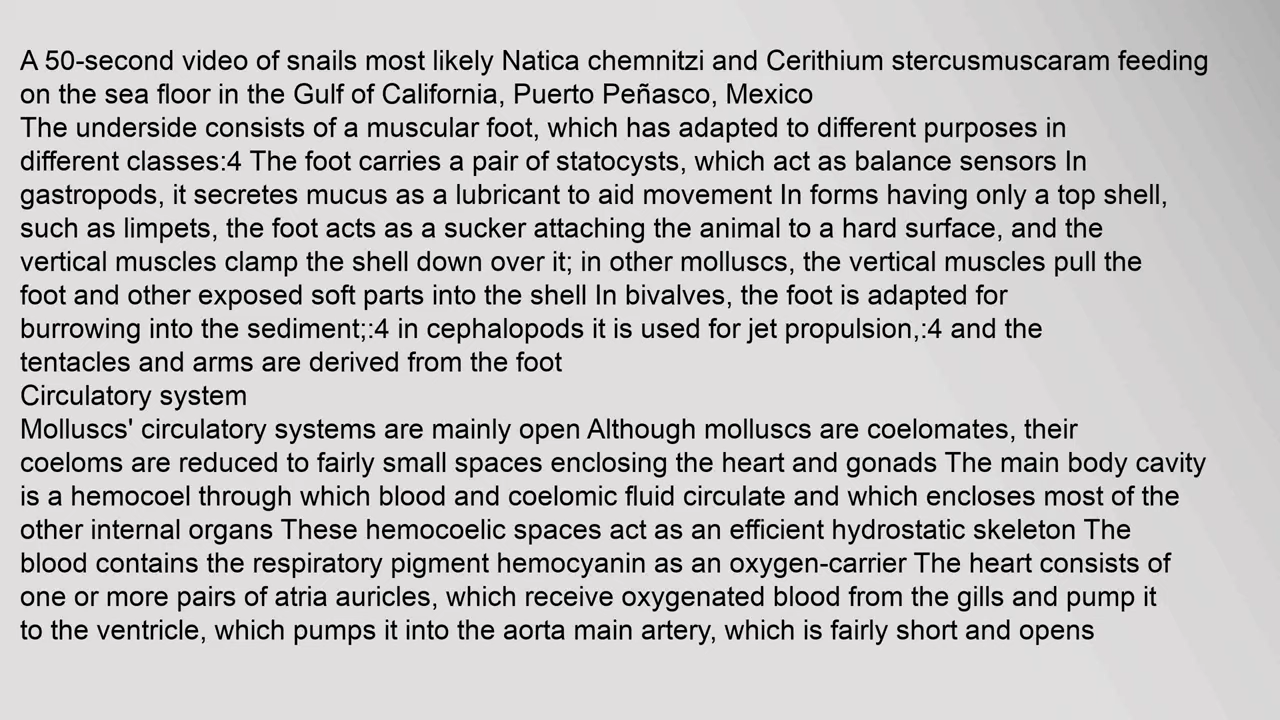 A 50-second video of snails most likely Natica chemnitzi and Cerithium stercusmuscaram feeding
on the sea floor in the Gulf of California, Puerto Peñasco, Mexico
The underside consists of a muscular foot, which has adapted to different purposes in
different classes:4 The foot carries a pair of statocysts, which act as balance sensors In
gastropods, it secretes mucus as a lubricant to aid movement In forms having only a top shell,
such as limpets, the foot acts as a sucker attaching the animal to a hard surface, and the
vertical muscles clamp the shell down over it; in other molluscs, the vertical muscles pull the
foot and other exposed soft parts into the shell In bivalves, the foot is adapted for
burrowing into the sediment;:4 in cephalopods it is used for jet propulsion,:4 and the
tentacles and arms are derived from the foot
Circulatory system
Molluscs' circulatory systems are mainly open Although molluscs are coelomates, their
coeloms are reduced to fairly small spaces enclosing the heart and gonads The main body cavity
is a hemocoel through which blood and coelomic fluid circulate and which encloses most of the
other internal organs These hemocoelic spaces act as an efficient hydrostatic skeleton The
blood contains the respiratory pigment hemocyanin as an oxygen-carrier The heart consists of
one or more pairs of atria auricles, which receive oxygenated blood from the gills and pump it
to the ventricle, which pumps it into the aorta main artery, which is fairly short and opens